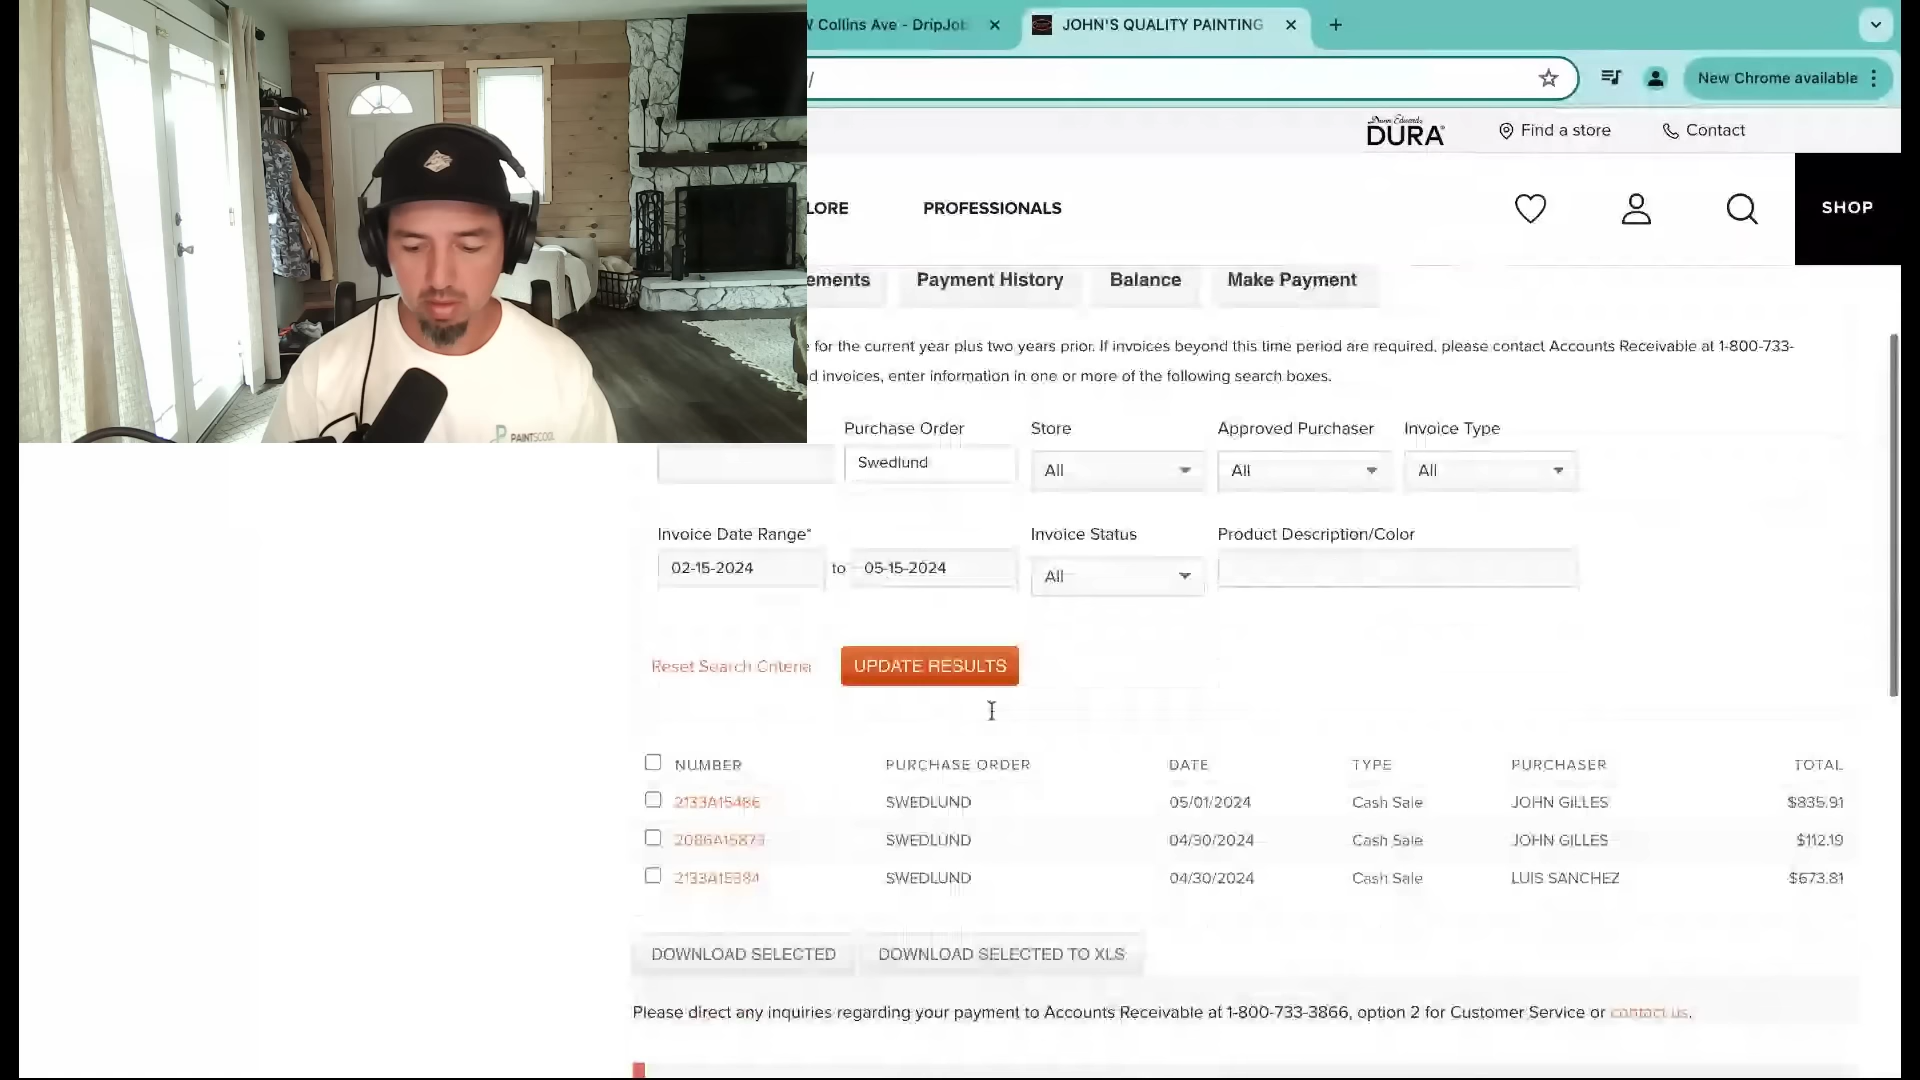 W Collins Ave - DripJob
JOHN'S QUALITY PAINTING
/
New Chrome available
Dunn-Edwards
DURA
Find a store
Contact
LORE
PROFESSIONALS
SHOP
ements
Payment History
Balance
Make Payment
e for the current year plus two years prior. If invoices beyond this time period are required, please contact Accounts Receivable at 1-800-733-
d invoices, enter information in one or more of the following search boxes.
Purchase Order
Store
Approved Purchaser
Invoice Type
Swedlund
All
All
All
Invoice Date Range*
Invoice Status
Product Description/Color
02-15-2024
to
05-15-2024
All
Reset Search Criteria
UPDATE RESULTS
NUMBER PURCHASE ORDER DATE TYPE PURCHASER TOTAL
2133A15486 SWEDLUND 05/01/2024 Cash Sale JOHN GILLES $835.91
2086A15873 SWEDLUND 04/30/2024 Cash Sale JOHN GILLES $112.19
2133A15384 SWEDLUND 04/30/2024 Cash Sale LUIS SANCHEZ $673.81
DOWNLOAD SELECTED
DOWNLOAD SELECTED TO XLS
Please direct any inquiries regarding your payment to Accounts Receivable at 1-800-733-3866, option 2 for Customer Service or contact us.
PAINTSCOOL